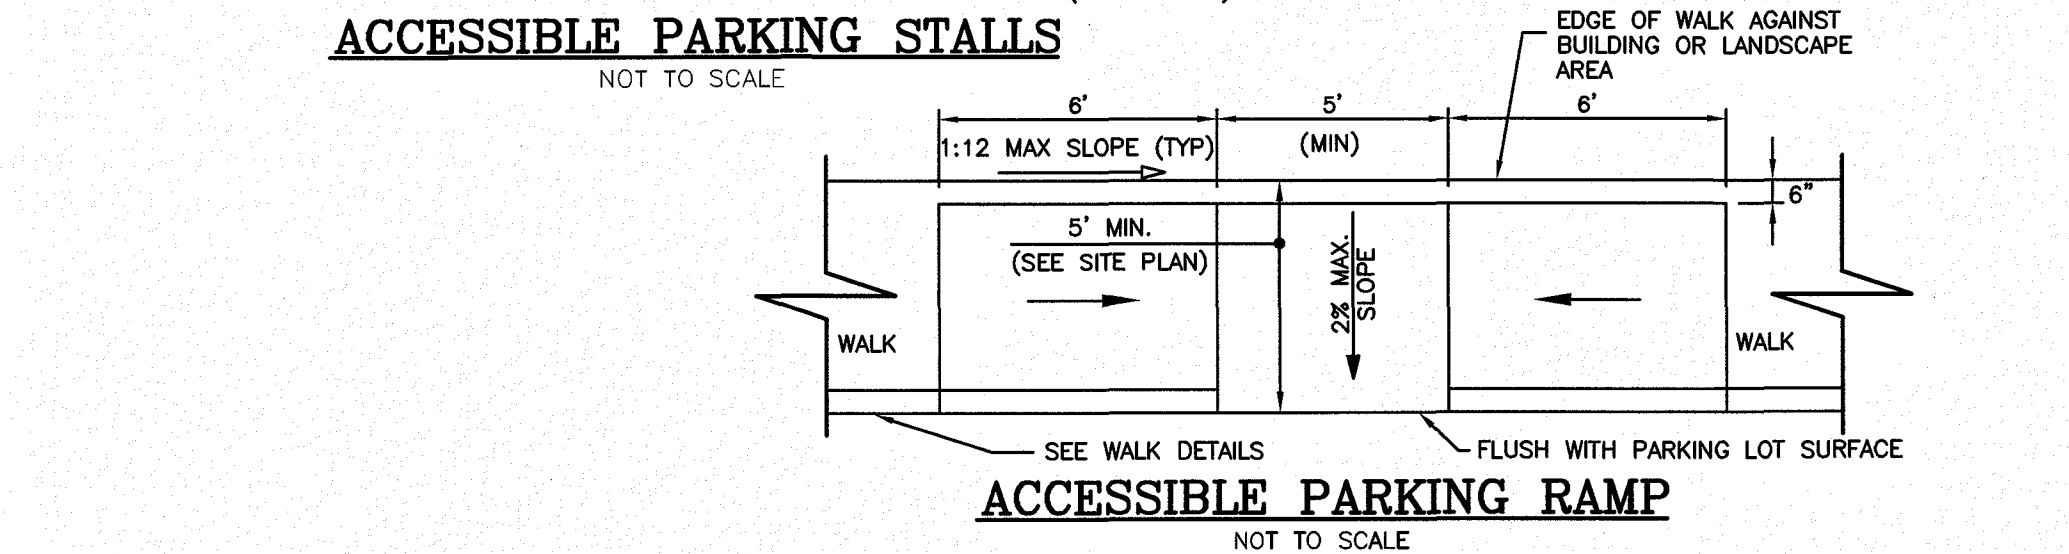 ACCESSIBLE PARKING STALLS
NOT TO SCALE
EDGE OF WALK AGAINST
BUILDING OR LANDSCAPE
AREA
6'
5'
6'
1:12 MAX SLOPE (TYP)
(MIN)
6"
5' MIN.
(SEE SITE PLAN)
2% MAX.
SLOPE
WALK
WALK
SEE WALK DETAILS
FLUSH WITH PARKING LOT SURFACE
ACCESSIBLE PARKING RAMP
NOT TO SCALE